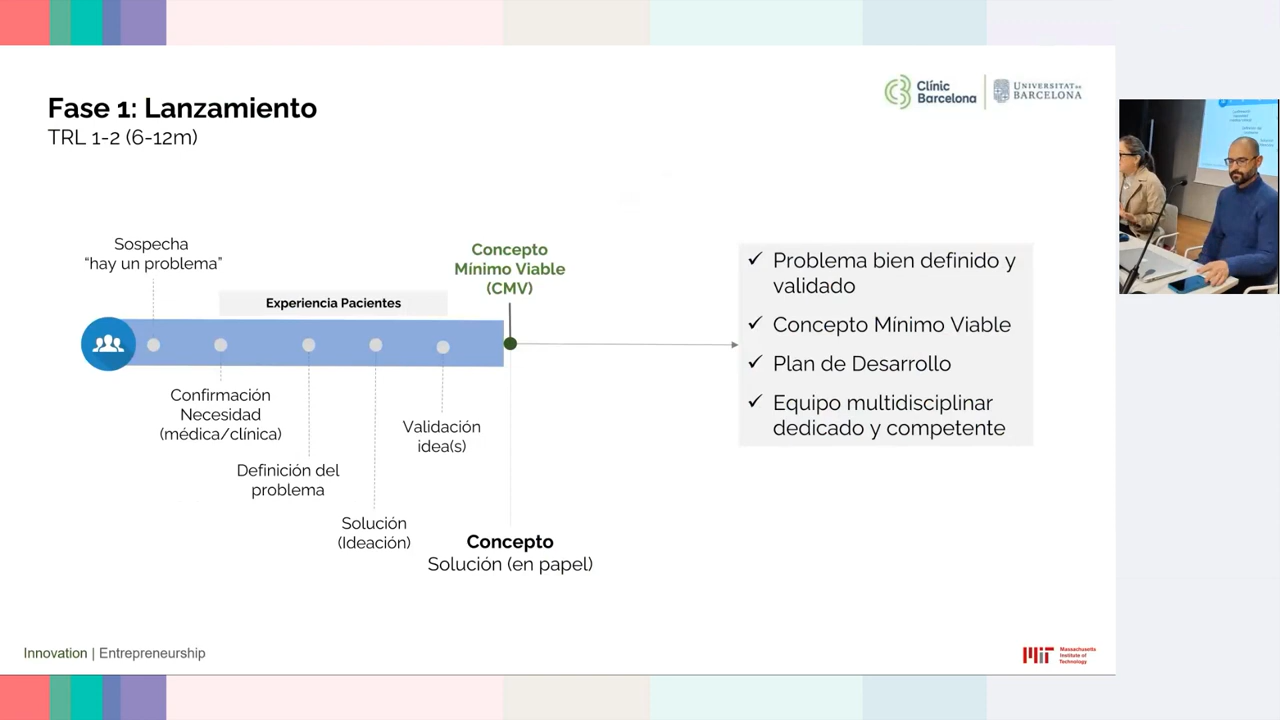 Fase 1: Lanzamiento
TRL 1-2 (6-12m)
Clínic
Barcelona
UNIVERSITAT DE
BARCELONA
Sospecha
“hay un problema”
Experiencia Pacientes
Concepto
Mínimo Viable
(CMV)
Confirmación
Necesidad
(médica/clínica)
Definición del
problema
Solución
(Ideación)
Validación
idea(s)
Concepto
Solución (en papel)
✓ Problema bien definido y
validado
✓ Concepto Mínimo Viable
✓ Plan de Desarrollo
✓ Equipo multidisciplinar
dedicado y competente
Innovation | Entrepreneurship
MIT
Massachusetts
Institute of
Technology